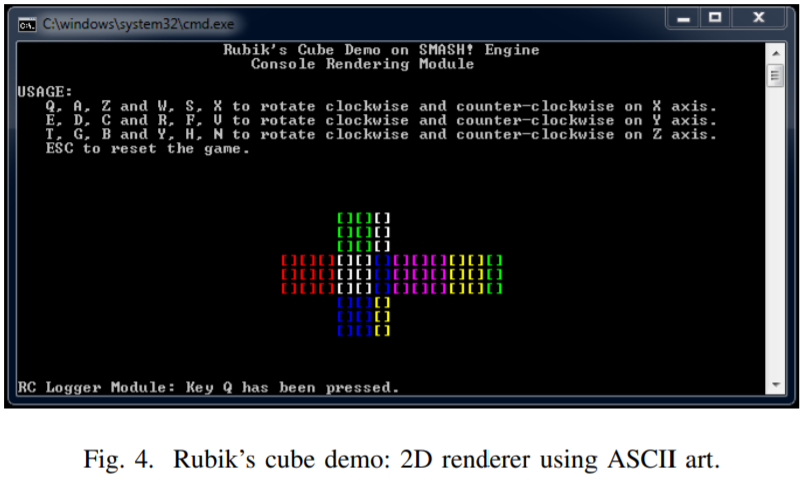 C:\windows\system32\cmd.exe
Rubik's Cube Demo on SMASH! Engine
Console Rendering Module
USAGE:
Q, A, Z and W, S, X to rotate clockwise and counter-clockwise on X axis.
E, D, C and R, F, V to rotate clockwise and counter-clockwise on Y axis.
T, G, B and Y, H, N to rotate clockwise and counter-clockwise on Z axis.
ESC to reset the game.
[][][]
[][][]
[][][]
[][][][][][][][][][][][]
[][][][][][][][][][][][]
[][][][][][][][][][][][]
[][][]
[][][]
[][][]
RC Logger Module: Key Q has been pressed.
Fig. 4. Rubik's cube demo: 2D renderer using ASCII art.